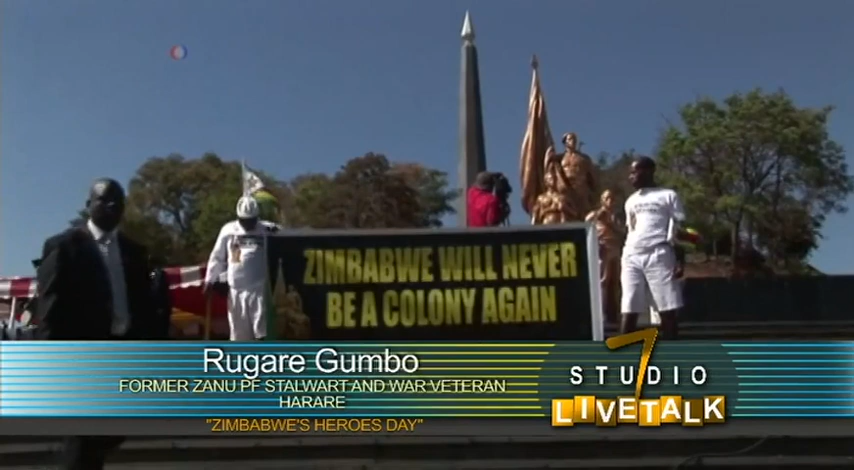 ZIMBABWE WILL NEVER
BE A COLONY AGAIN
Rugare Gumbo
FORMER ZANU PF STALWART AND WAR VETERAN
HARARE
"ZIMBABWE'S HEROES DAY"
7
STUDIO
LIVETALK